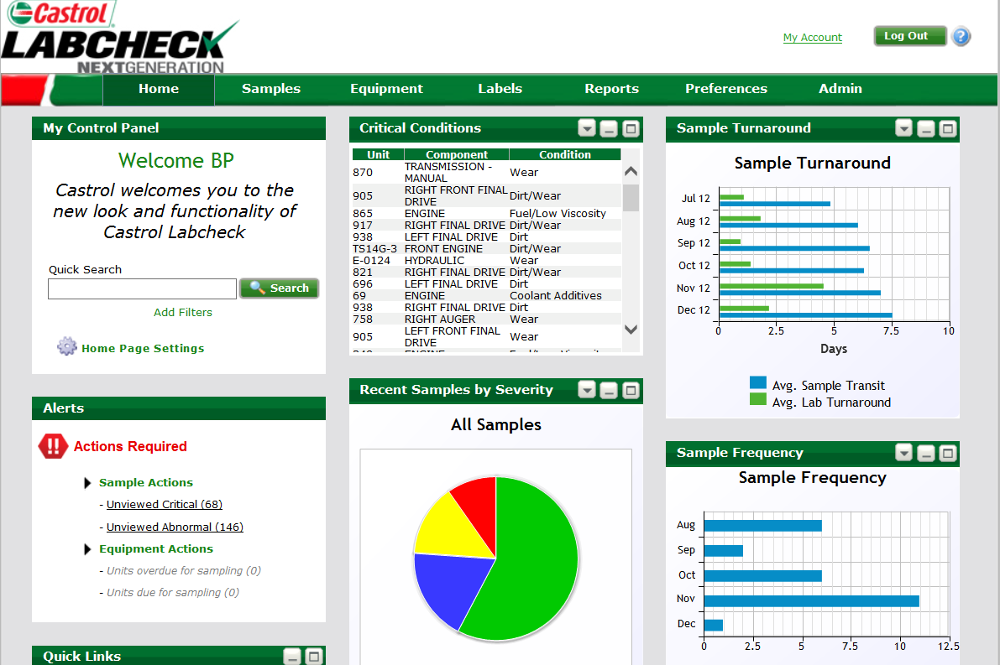 Castrol
LABCHECK
NEXTGENERATION
My Account
Log Out
?
Home
Samples
Equipment
Labels
Reports
Preferences
Admin
My Control Panel
Welcome BP
Castrol welcomes you to the
new look and functionality of
Castrol Labcheck
Quick Search
Search
Add Filters
Home Page Settings
Alerts
!!
Actions Required
Sample Actions
- Unviewed Critical (68)
- Unviewed Abnormal (146)
Equipment Actions
- Units overdue for sampling (0)
- Units due for sampling (0)
Quick Links
Critical Conditions
Unit Component Condition
870 TRANSMISSION - MANUAL Wear
905 RIGHT FRONT FINAL DRIVE Dirt/Wear
865 ENGINE Fuel/Low Viscosity
917 RIGHT FINAL DRIVE Dirt/Wear
938 LEFT FINAL DRIVE Dirt
TS14G-3 FRONT ENGINE Dirt/Wear
E-0124 HYDRAULIC Wear
821 RIGHT FINAL DRIVE Dirt/Wear
696 LEFT FINAL DRIVE Dirt
69 ENGINE Coolant Additives
938 RIGHT FINAL DRIVE Dirt
758 RIGHT AUGER Wear
905 LEFT FRONT FINAL DRIVE Wear
Recent Samples by Severity
All Samples
Sample Turnaround
Sample Turnaround
Jul 12
Aug 12
Sep 12
Oct 12
Nov 12
Dec 12
0 2.5 5 7.5 10
Days
Avg. Sample Transit
Avg. Lab Turnaround
Sample Frequency
Sample Frequency
Aug
Sep
Oct
Nov
Dec
0 2.5 5 7.5 10 12.5